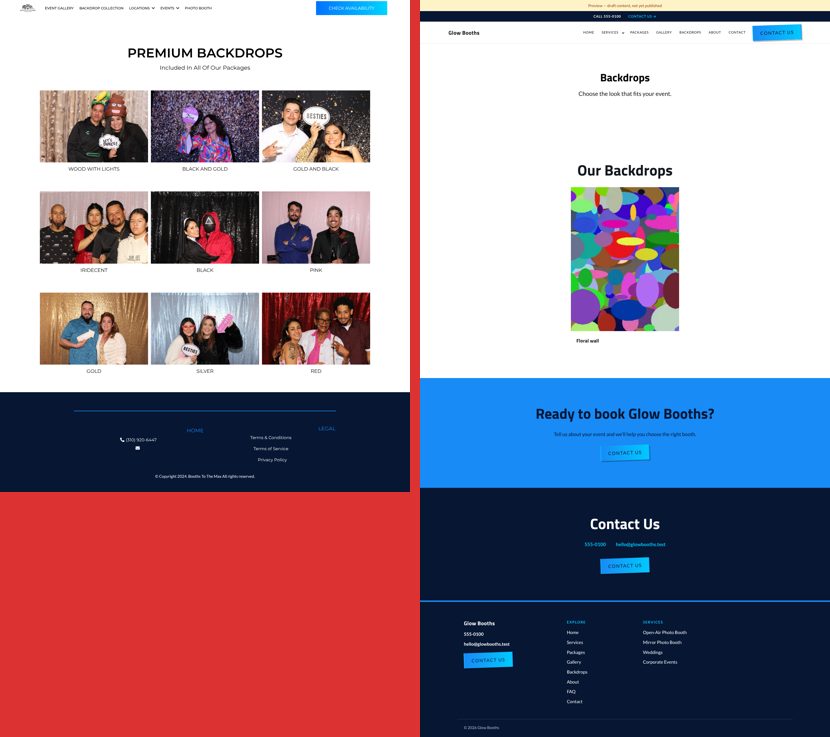 EVENT GALLERY BACKDROP COLLECTION LOCATIONS EVENTS PHOTO BOOTH CHECK AVAILABILITY
PREMIUM BACKDROPS
Included In All Of Our Packages
BESTIES
WOOD WITH LIGHTS BLACK AND GOLD GOLD AND BLACK
IRIDECENT BLACK PINK
BESTIES
GOLD SILVER RED
HOME LEGAL
(310) 920-6447
Terms & Conditions
Terms of Service
Privacy Policy
© Copyright 2024. Booths To The Max All rights reserved.
Preview — draft content, not yet published
CALL 555-0100 CONTACT US
Glow Booths HOME SERVICES PACKAGES GALLERY BACKDROPS ABOUT CONTACT CONTACT US
Backdrops
Choose the look that fits your event.
Our Backdrops
Floral wall
Ready to book Glow Booths?
Tell us about your event and we'll help you choose the right booth.
CONTACT US
Contact Us
555-0100 hello@glowbooths.test
CONTACT US
Glow Booths
555-0100
hello@glowbooths.test
CONTACT US
EXPLORE
Home
Services
Packages
Gallery
Backdrops
About
FAQ
Contact
SERVICES
Open-Air Photo Booth
Mirror Photo Booth
Weddings
Corporate Events
© 2026 Glow Booths